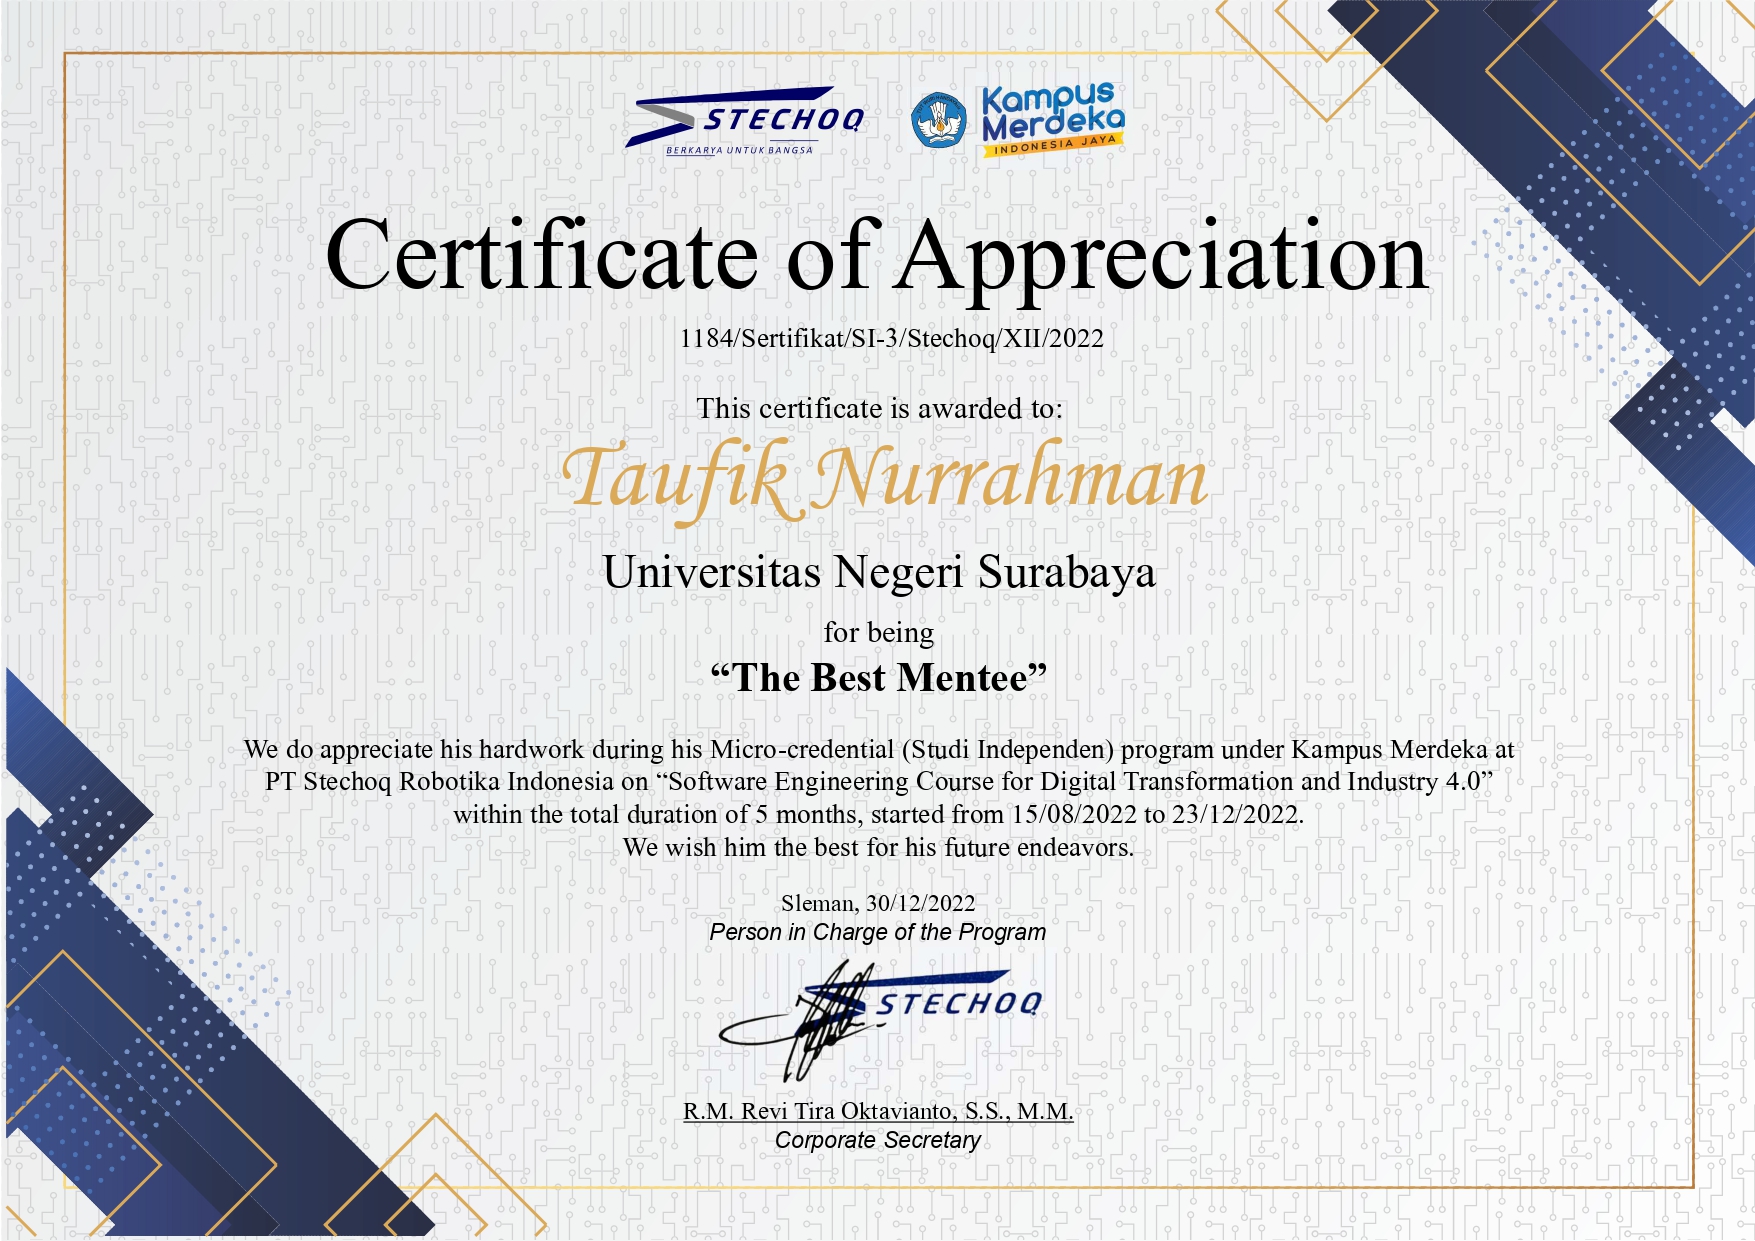 STECHOQ
BERKARYA UNTUK BANGSA
Kampus
Merdeka
INDONESIA JAYA
Certificate of Appreciation
1184/Sertifikat/SI-3/Stechoq/XII/2022
This certificate is awarded to:
Taufik Nurrahman
Universitas Negeri Surabaya
for being
“The Best Mentee”
We do appreciate his hardwork during his Micro-credential (Studi Independen) program under Kampus Merdeka at
PT Stechoq Robotika Indonesia on “Software Engineering Course for Digital Transformation and Industry 4.0”
within the total duration of 5 months, started from 15/08/2022 to 23/12/2022.
We wish him the best for his future endeavors.
Sleman, 30/12/2022
Person in Charge of the Program
STECHOQ
R.M. Revi Tira Oktavianto, S.S., M.M.
Corporate Secretary